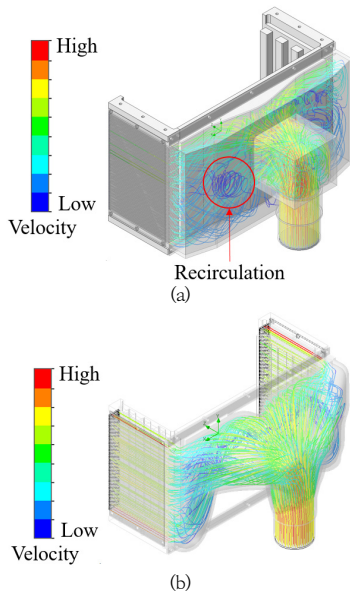 High
Low
Velocity
Recirculation
(a)
High
Low
Velocity
(b)